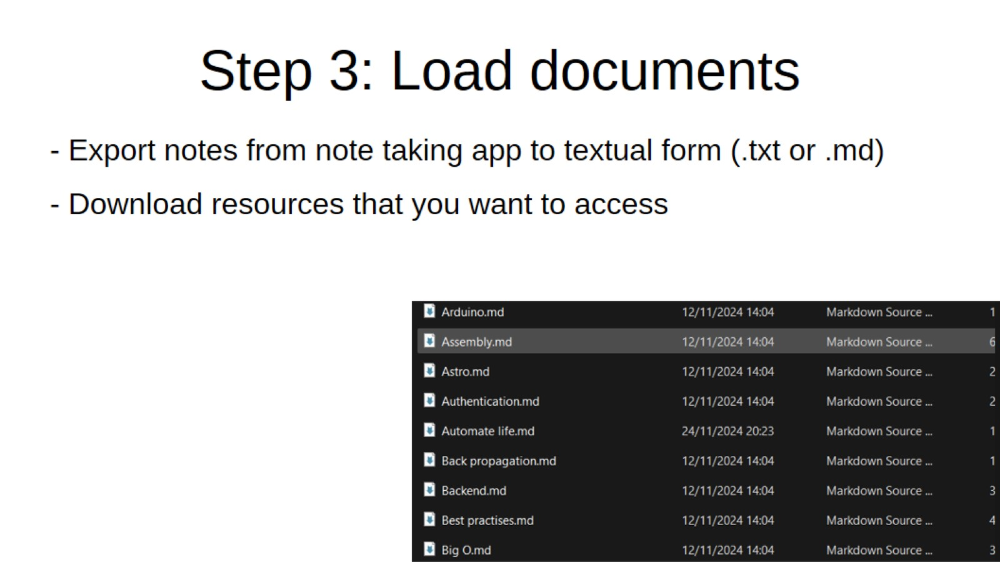 Step 3: Load documents
- Export notes from note taking app to textual form (.txt or .md)
- Download resources that you want to access
Arduino.md 12/11/2024 14:04 Markdown Source ... 1
Assembly.md 12/11/2024 14:04 Markdown Source ... 6
Astro.md 12/11/2024 14:04 Markdown Source ... 2
Authentication.md 12/11/2024 14:04 Markdown Source ... 2
Automate life.md 24/11/2024 20:23 Markdown Source ... 1
Back propagation.md 12/11/2024 14:04 Markdown Source ... 1
Backend.md 12/11/2024 14:04 Markdown Source ... 3
Best practises.md 12/11/2024 14:04 Markdown Source ... 4
Big O.md 12/11/2024 14:04 Markdown Source ... 3